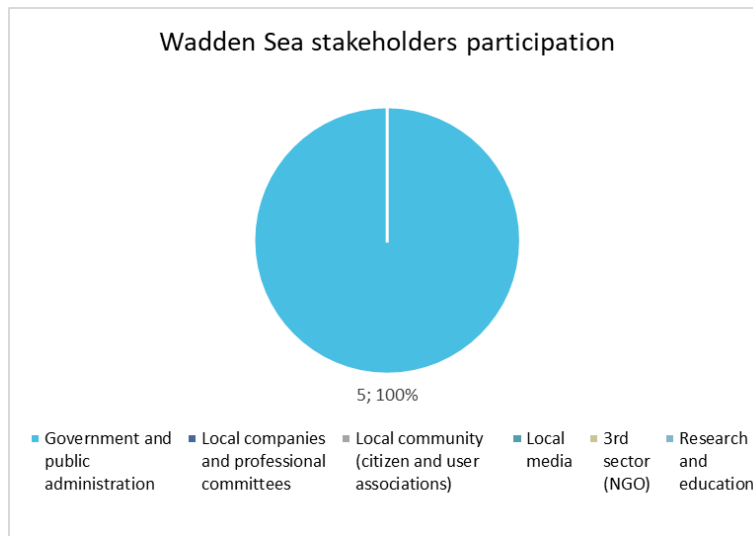 Wadden Sea stakeholders participation
5; 100%
Government and
public
administration
Local companies
and professional
committees
Local community
(citizen and user
associations)
Local
media
3rd
sector
(NGO)
Research
and
education